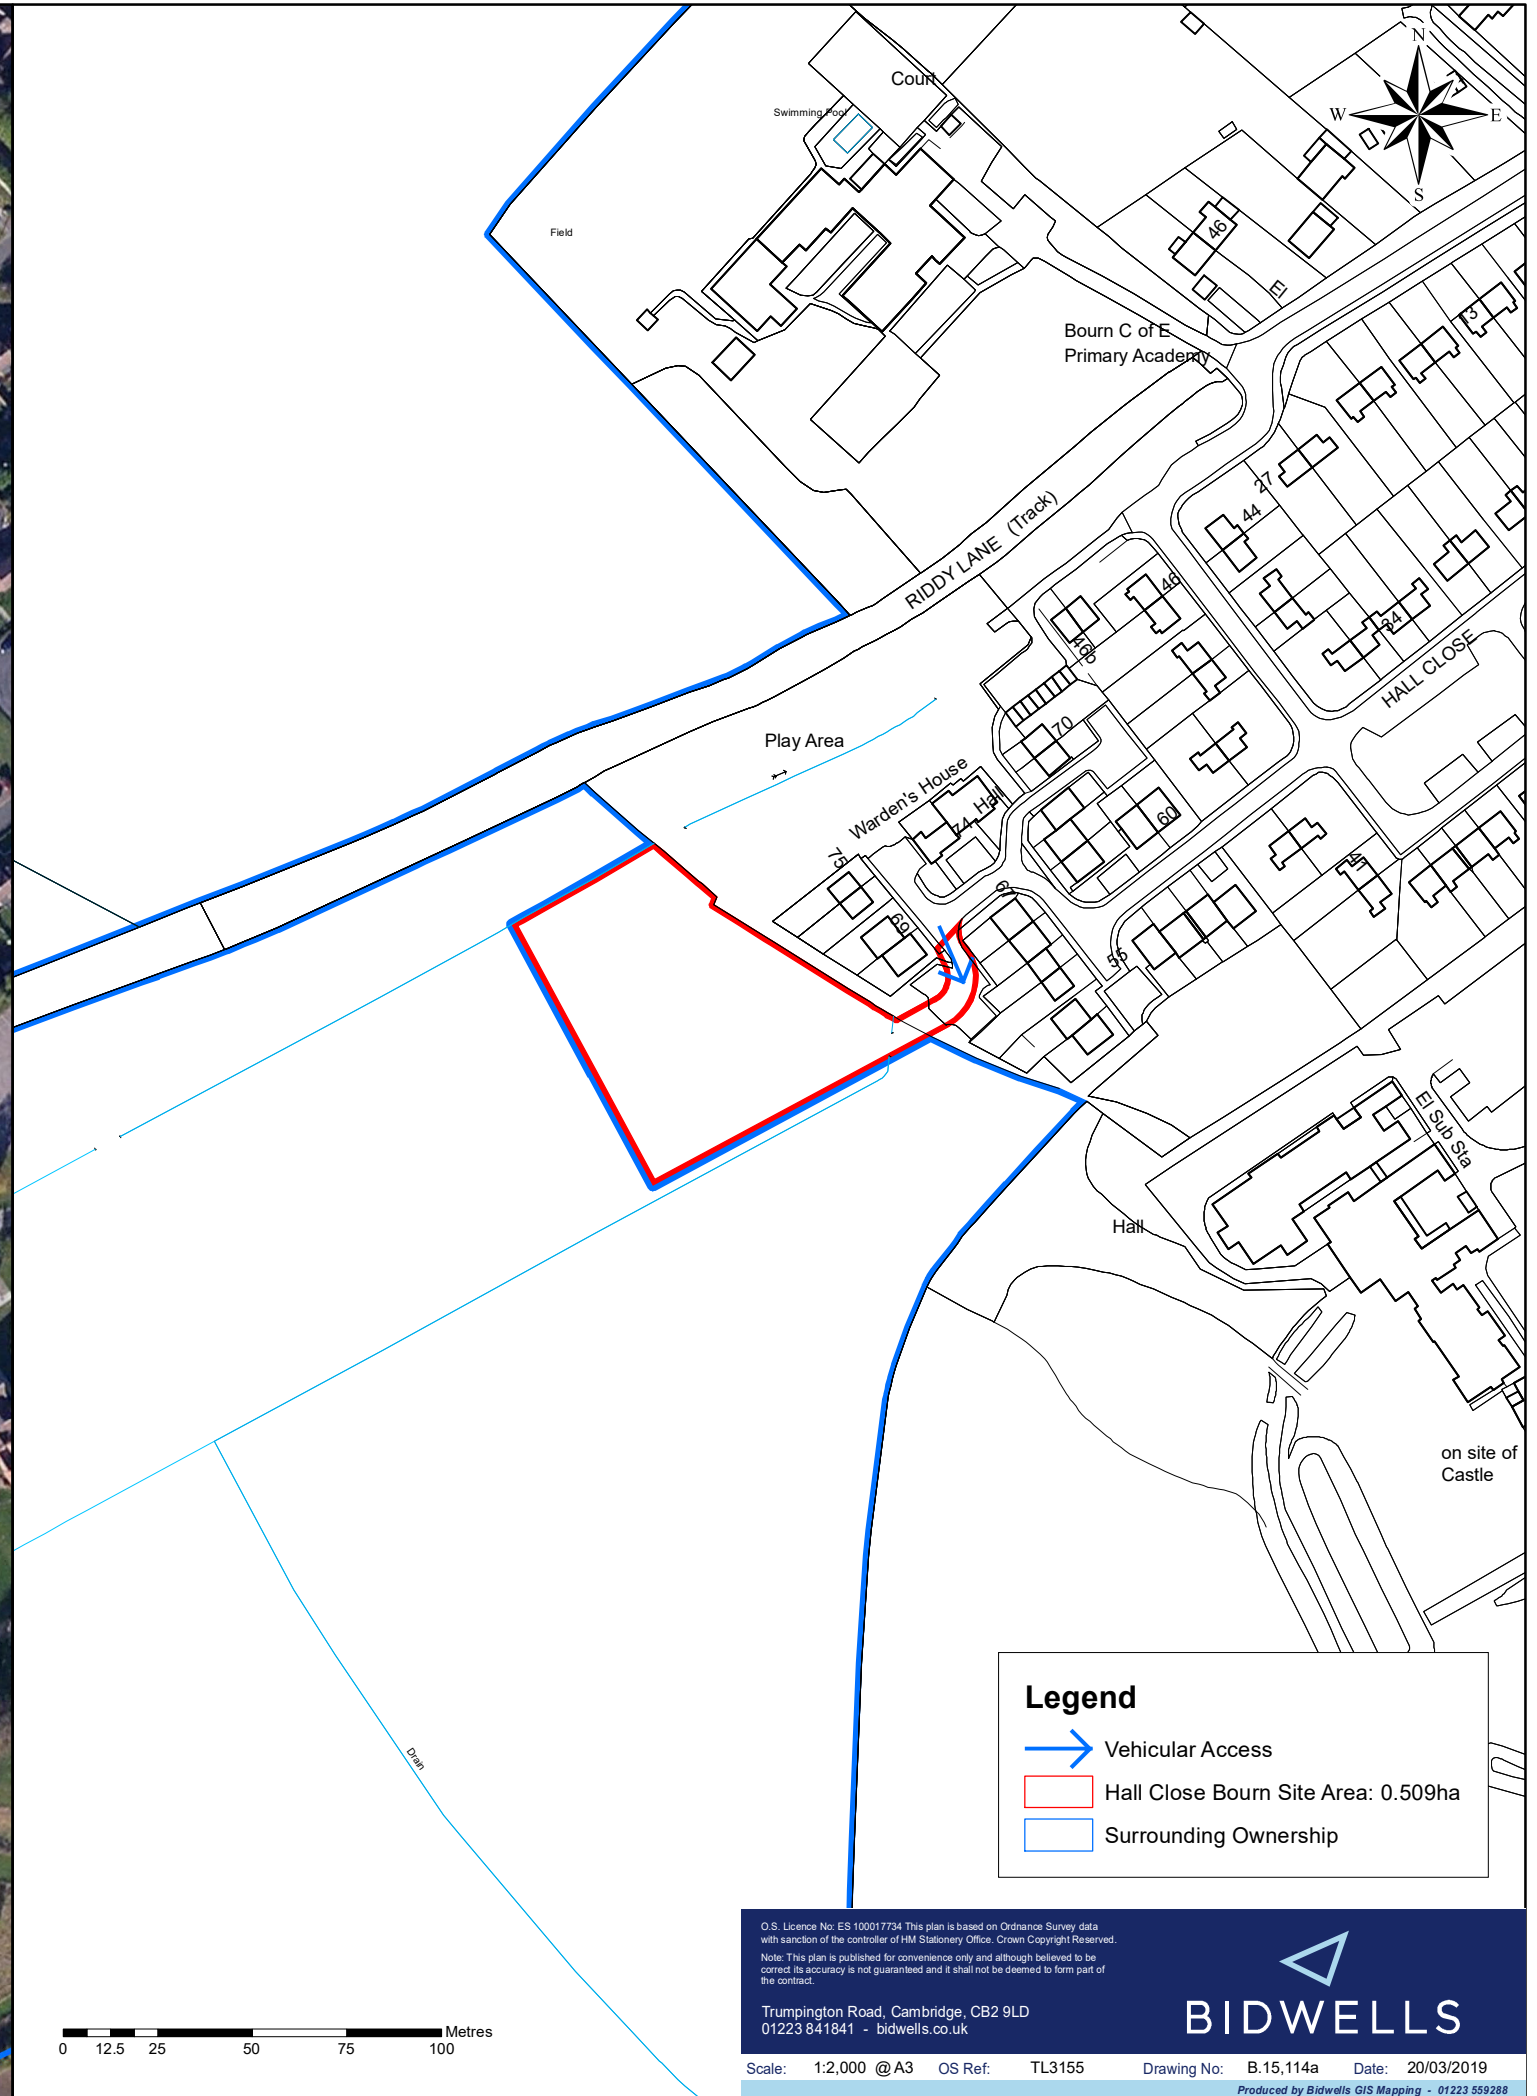 N
W
E
S
Court
Swimming Pool
Field
46
El
13
Bourn C of E
Primary Academy
27
44
RIDDY LANE (Track)
46
46b
34
HALL CLOSE
70
Play Area
Warden's House
74 Hall
60
75
67
41
69
55
El Sub Sta
Hall
on site of
Castle
Drain
Legend
Vehicular Access
Hall Close Bourn Site Area: 0.509ha
Surrounding Ownership
O.S. Licence No: ES 100017734 This plan is based on Ordnance Survey data
with sanction of the controller of HM Stationery Office. Crown Copyright Reserved.
Note: This plan is published for convenience only and although believed to be
correct its accuracy is not guaranteed and it shall not be deemed to form part of
the contract.
Trumpington Road, Cambridge, CB2 9LD
01223 841841 - bidwells.co.uk
BIDWELLS
Metres
0 12.5 25 50 75 100
Scale: 1:2,000 @ A3 OS Ref: TL3155 Drawing No: B.15,114a Date: 20/03/2019
Produced by Bidwells GIS Mapping - 01223 559288